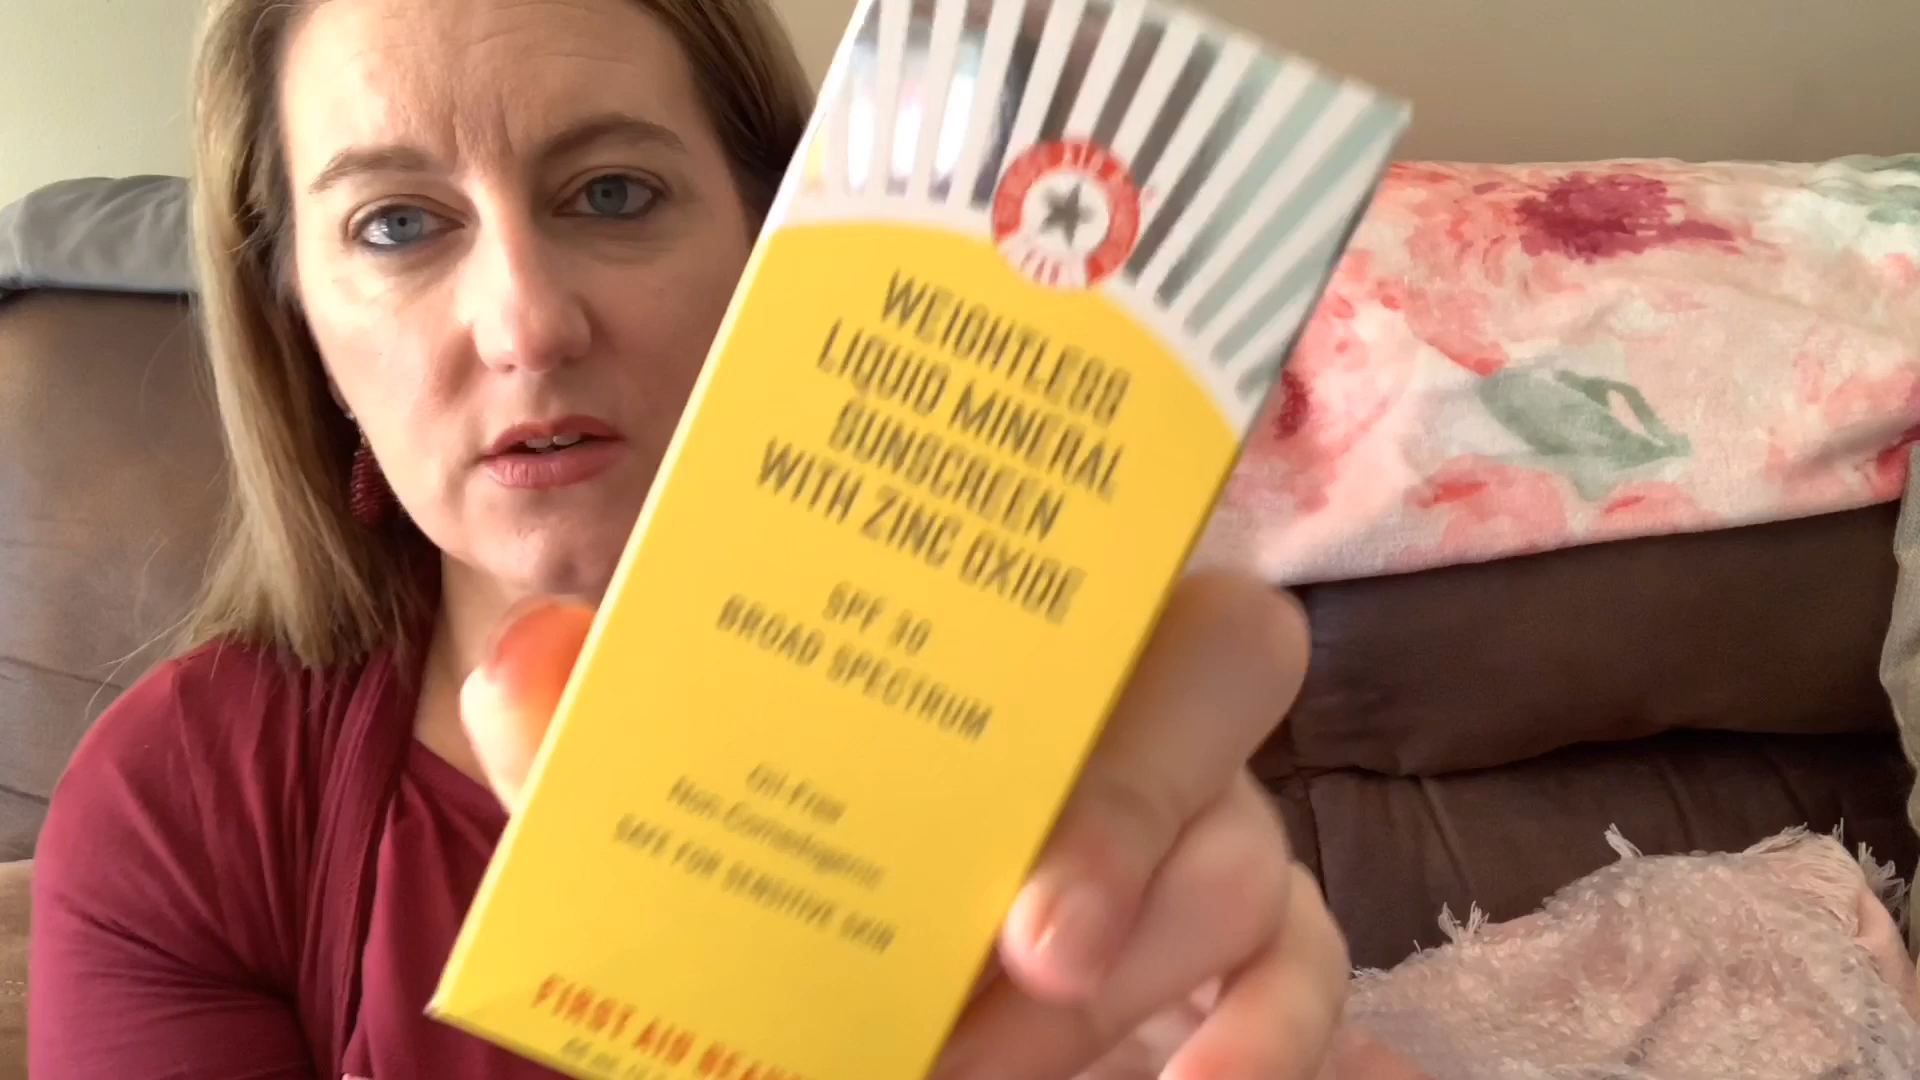 WEIGHTLESS
LIQUID MINERAL
SUNSCREEN
WITH ZINC OXIDE
SPF 30
BROAD SPECTRUM
Oil-Free
Non-Comedogenic
SAFE FOR SENSITIVE SKIN
FIRST AID BEAUTY